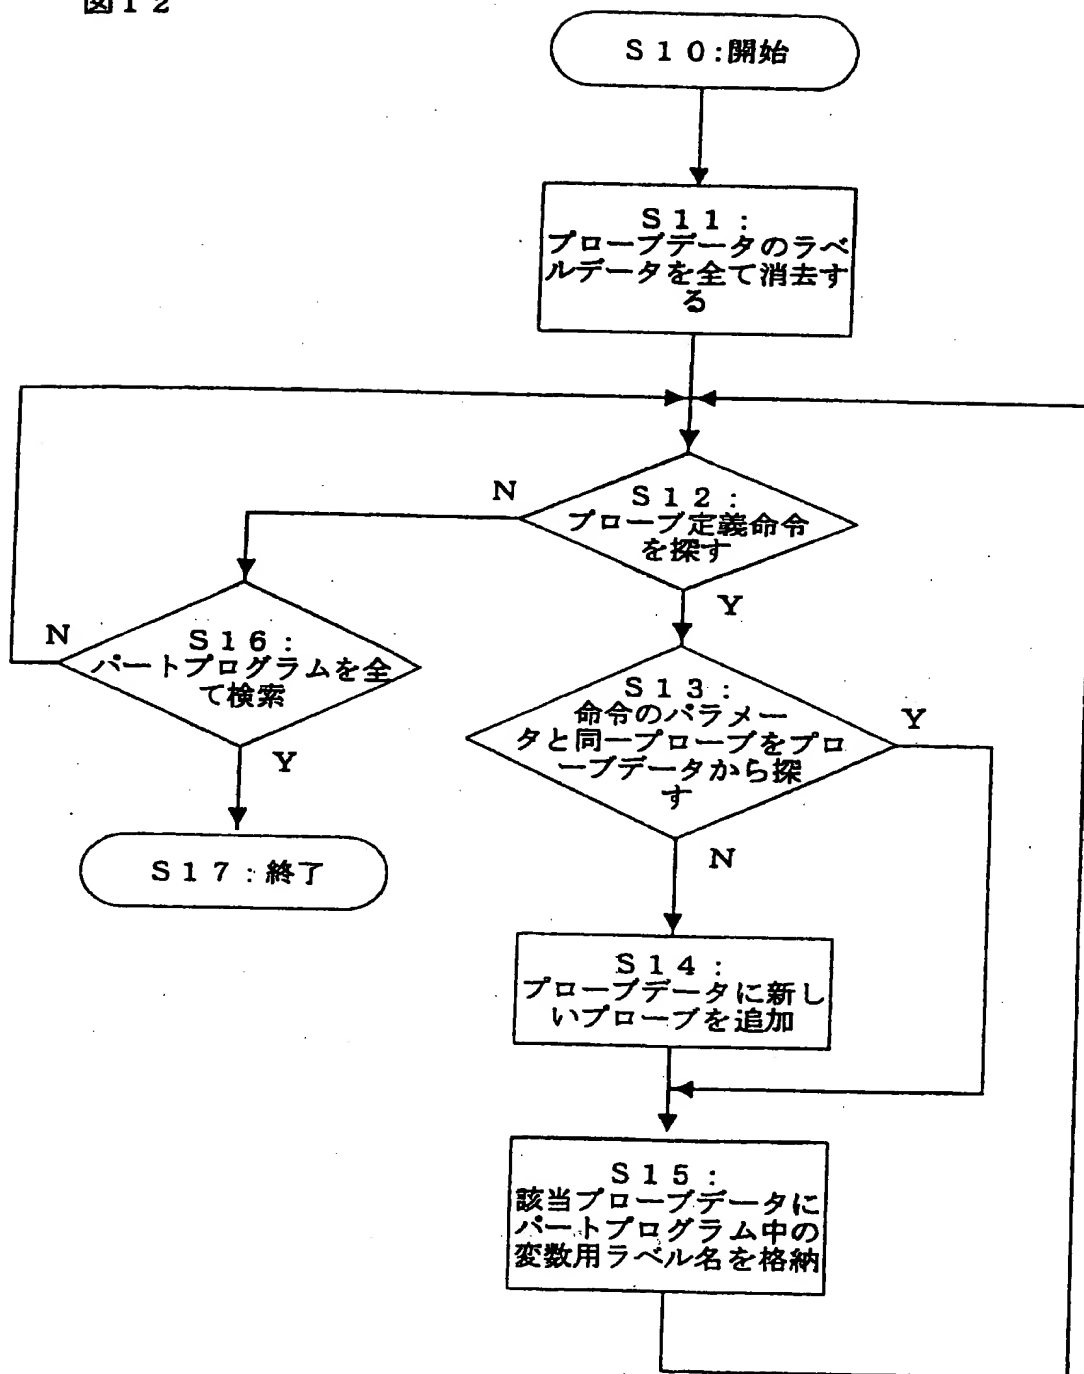 図12
S10:開始
S11:
プローブデータのラベ
ルデータを全て消去す
る
N
S12:
プローブ定義命令
を探す
Y
N
S16:
パートプログラムを全
て検索
Y
S13:
命令のパラメー
タと同一プローブをプロ
ーブデータから探
す
Y
N
S17:終了
S14:
プローブデータに新し
いプローブを追加
S15:
該当プローブデータに
パートプログラム中の
変数用ラベル名を格納